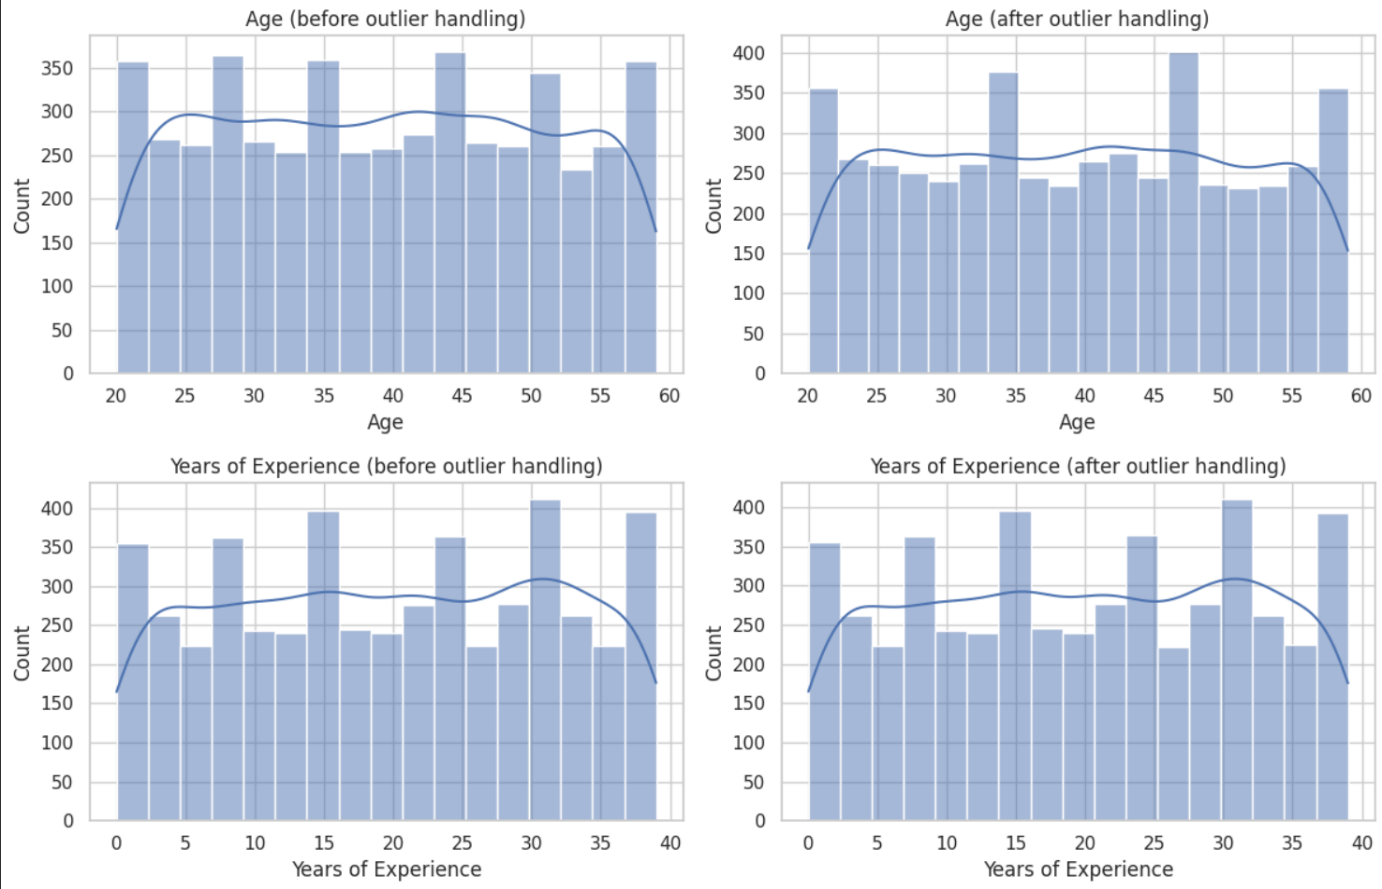 Age (before outlier handling)
Age (after outlier handling)
350
300
250
200
150
100
50
0
Count
20 25 30 35 40 45 50 55 60
Age
400
350
300
250
200
150
100
50
0
Count
20 25 30 35 40 45 50 55 60
Age
Years of Experience (before outlier handling)
Years of Experience (after outlier handling)
400
350
300
250
200
150
100
50
0
Count
0 5 10 15 20 25 30 35 40
Years of Experience
400
350
300
250
200
150
100
50
0
Count
0 5 10 15 20 25 30 35 40
Years of Experience